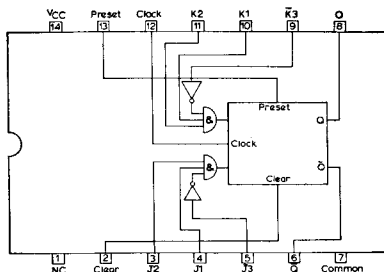 VCC Preset Clock K2 K1 K̄3 Q
14 13 12 11 10 9 8
&
Preset
Q
Clock
&
Q̄
Clear
1 2 3 4 5 6 7
NC Clear J2 J1 J̄3 Q̄ Common